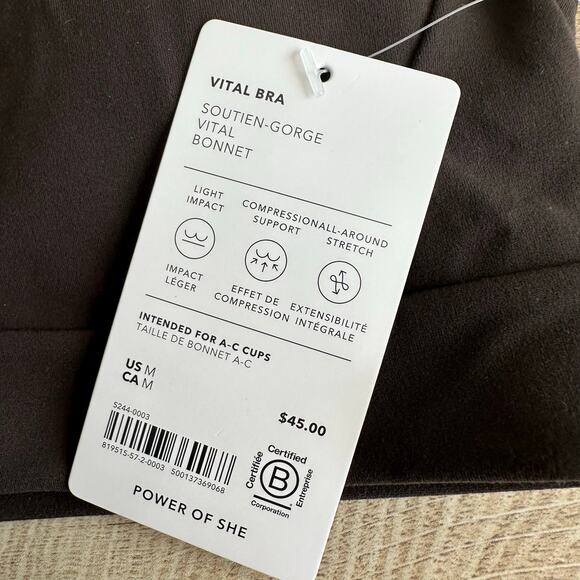 VITAL BRA
SOUTIEN-GORGE
VITAL
BONNET
LIGHT
IMPACT
COMPRESSION
SUPPORT
ALL-AROUND
STRETCH
IMPACT
LÉGER
EFFET DE
COMPRESSION
EXTENSIBILITÉ
INTÉGRALE
INTENDED FOR A-C CUPS
TAILLE DE BONNET A-C
US M
CA M
$45.00
S244-0003
819515-57-2-0003 500137369068
Certifiée
Certified
B
Corporation
Entreprise
POWER OF SHE